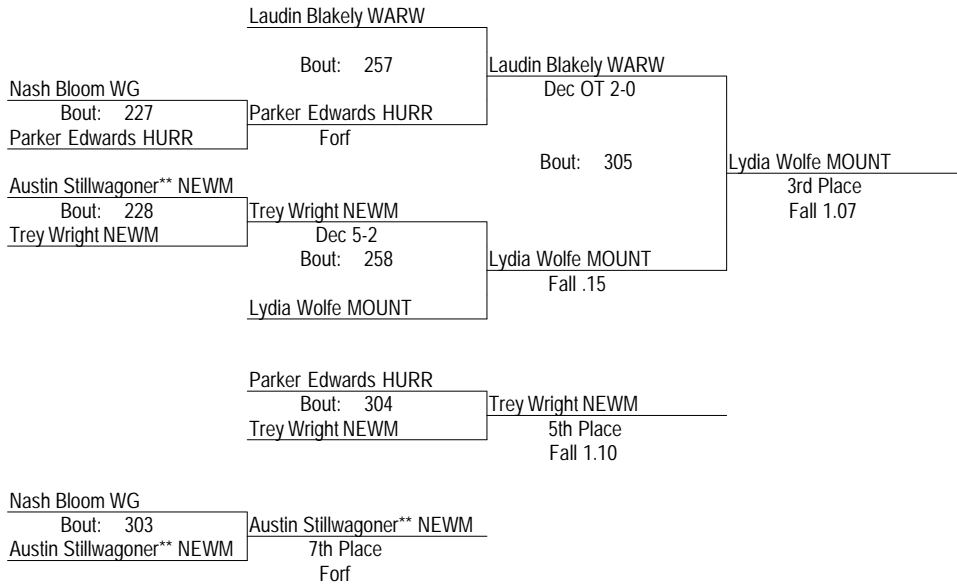 Laudin Blakely WARW
Bout: 257
Laudin Blakely WARW
Dec OT 2-0
Nash Bloom WG
Bout: 227
Parker Edwards HURR
Parker Edwards HURR
Forf
Bout: 305
Lydia Wolfe MOUNT
3rd Place
Fall 1.07
Austin Stillwagoner** NEWM
Bout: 228
Trey Wright NEWM
Trey Wright NEWM
Dec 5-2
Bout: 258
Lydia Wolfe MOUNT
Fall .15
Lydia Wolfe MOUNT
Parker Edwards HURR
Bout: 304
Trey Wright NEWM
Trey Wright NEWM
5th Place
Fall 1.10
Nash Bloom WG
Bout: 303
Austin Stillwagoner** NEWM
Austin Stillwagoner** NEWM
7th Place
Forf